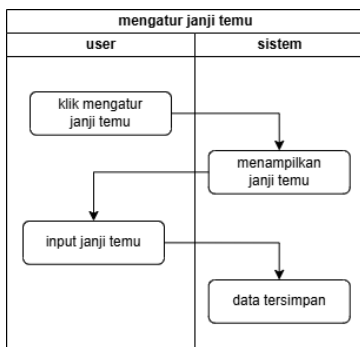 mengatur janji temu
user
sistem
klik mengatur
janji temu
menampilkan
janji temu
input janji temu
data tersimpan